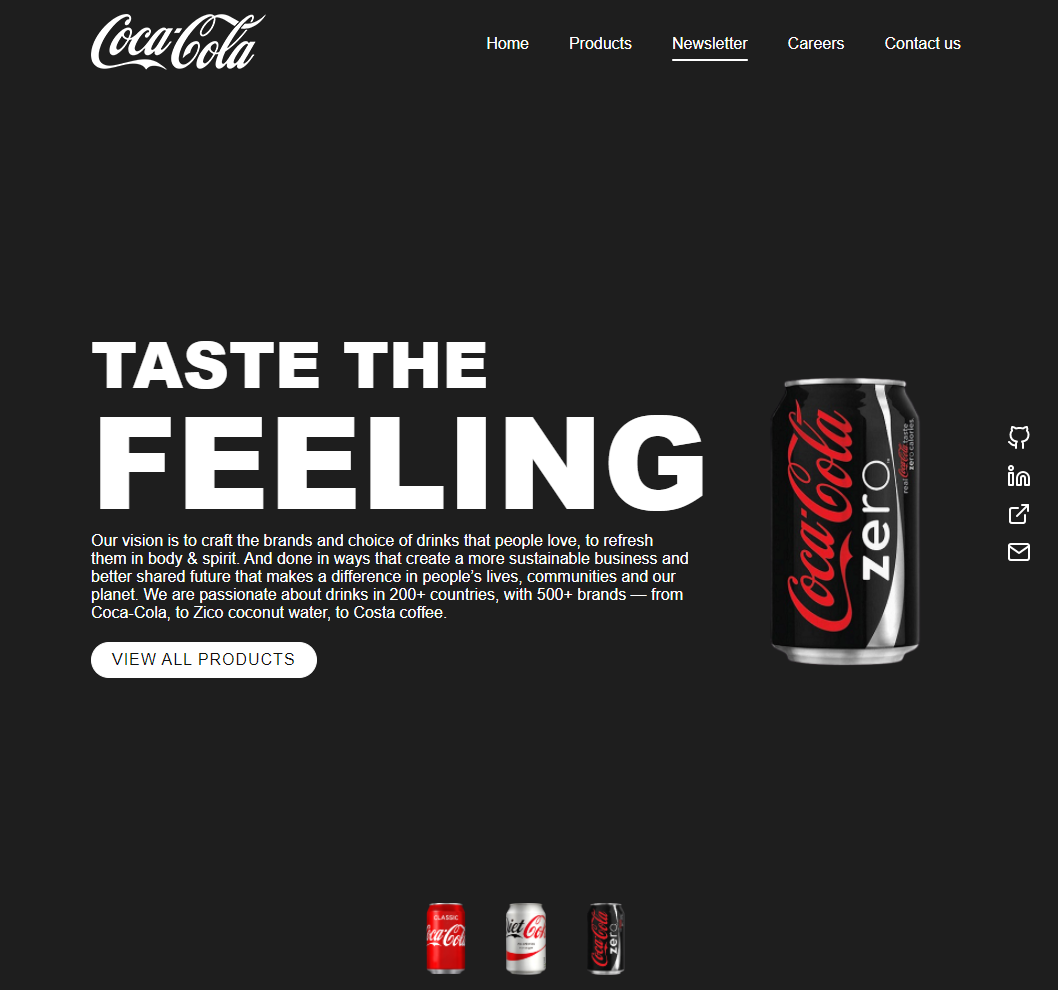 Coca-Cola
Home Products Newsletter Careers Contact us
TASTE THE
FEELING
Our vision is to craft the brands and choice of drinks that people love, to refresh
them in body & spirit. And done in ways that create a more sustainable business and
better shared future that makes a difference in people’s lives, communities and our
planet. We are passionate about drinks in 200+ countries, with 500+ brands — from
Coca-Cola, to Zico coconut water, to Costa coffee.
VIEW ALL PRODUCTS
Coca-Cola
zero
real Coca-Cola taste
zero calories
in
CLASSIC
Coca-Cola
iet Co
Coca-Cola
zero